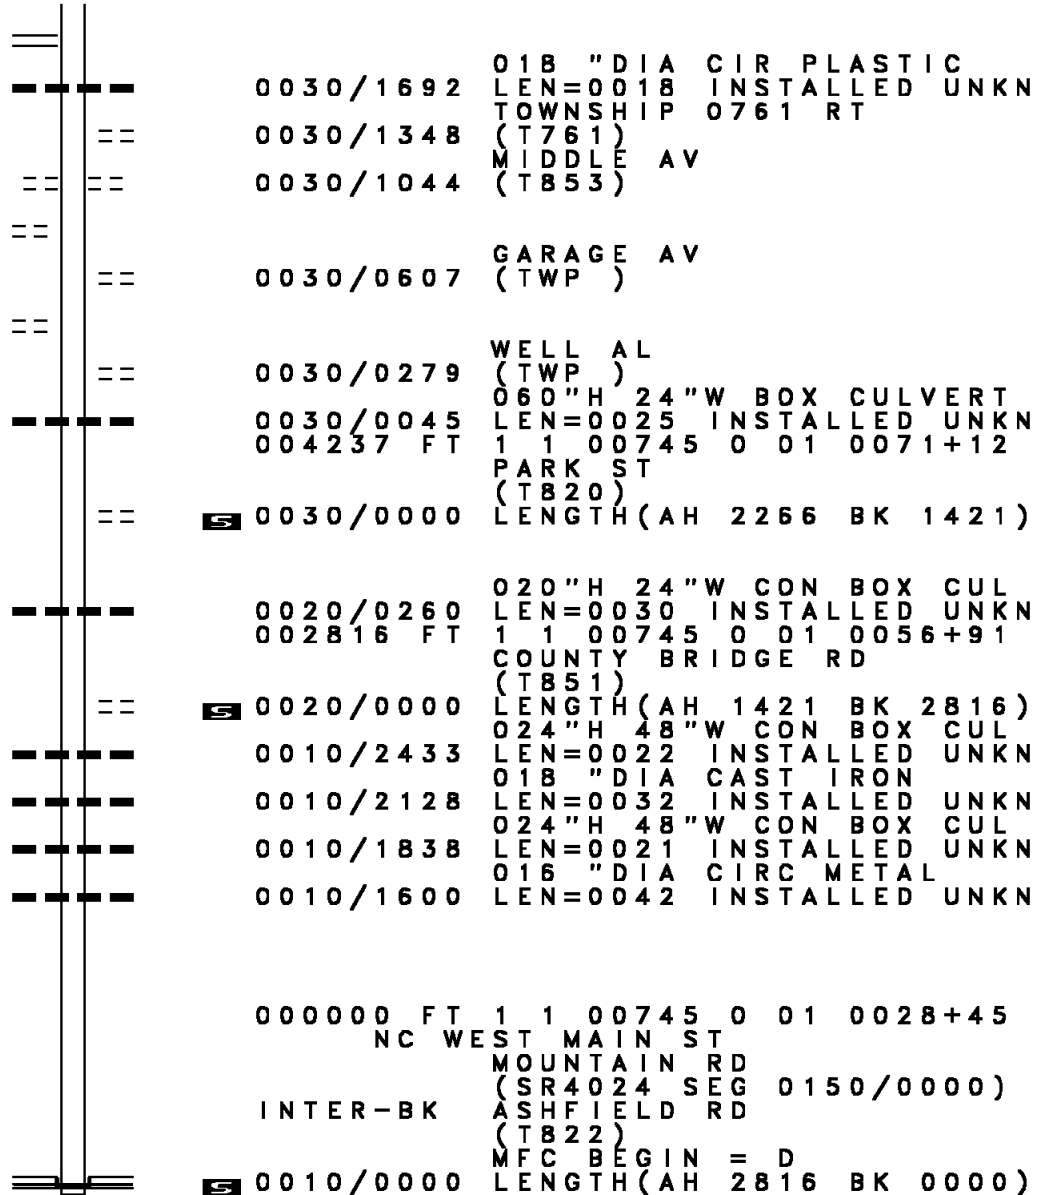 018 "DIA CIR PLASTIC
0030/1692 LEN=0018 INSTALLED UNKN
TOWNSHIP 0761 RT
0030/1348 (T761)
MIDDLE AV
0030/1044 (T853)
GARAGE AV
0030/0607 (TWP )
WELL AL
0030/0279 (TWP )
060"H 24"W BOX CULVERT
0030/0045 LEN=0025 INSTALLED UNKN
004237 FT 1 1 00745 0 01 0071+12
PARK ST
(T820)
S 0030/0000 LENGTH(AH 2266 BK 1421)
020"H 24"W CON BOX CUL
0020/0260 LEN=0030 INSTALLED UNKN
002816 FT 1 1 00745 0 01 0056+91
COUNTY BRIDGE RD
(T851)
S 0020/0000 LENGTH(AH 1421 BK 2816)
024"H 48"W CON BOX CUL
0010/2433 LEN=0022 INSTALLED UNKN
018 "DIA CAST IRON
0010/2128 LEN=0032 INSTALLED UNKN
024"H 48"W CON BOX CUL
0010/1838 LEN=0021 INSTALLED UNKN
016 "DIA CIRC METAL
0010/1600 LEN=0042 INSTALLED UNKN
000000 FT 1 1 00745 0 01 0028+45
NC WEST MAIN ST
MOUNTAIN RD
(SR4024 SEG 0150/0000)
INTER-BK ASHFIELD RD
(T822)
MFC BEGIN = D
S 0010/0000 LENGTH(AH 2816 BK 0000)